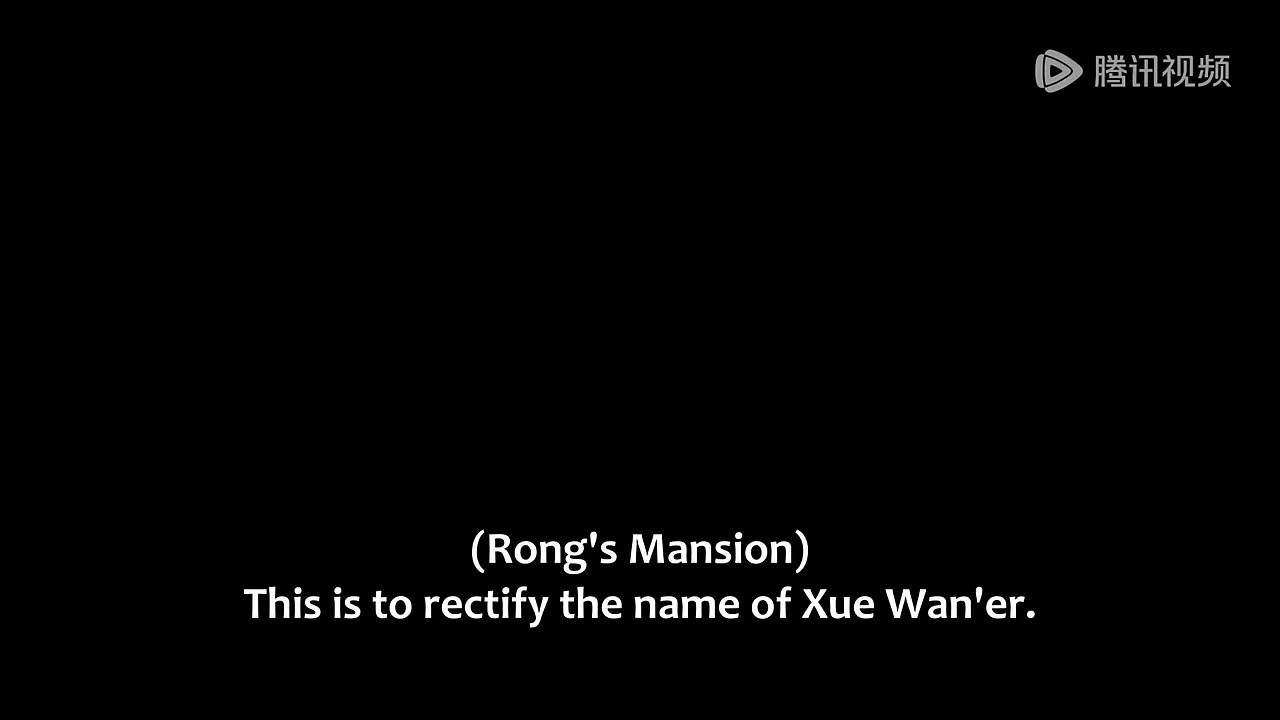 腾讯视频
(Rong's Mansion)
This is to rectify the name of Xue Wan'er.